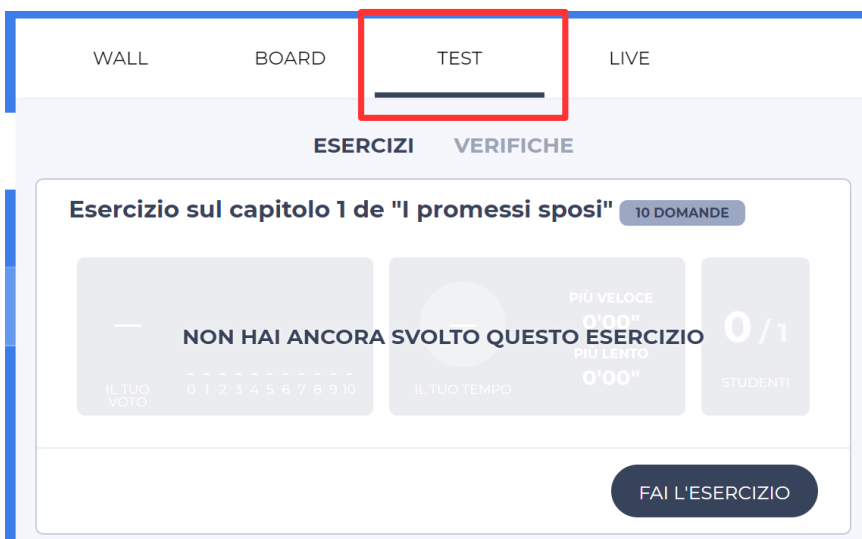 WALL BOARD TEST LIVE
ESERCIZI VERIFICHE
Esercizio sul capitolo 1 de "I promessi sposi" 10 DOMANDE
PIÙ VELOCE
0'00"
NON HAI ANCORA SVOLTO QUESTO ESERCIZIO
0 / 1
PIÙ LENTO
0'00"
IL TUO VOTO
0 1 2 3 4 5 6 7 8 9 10
IL TUO TEMPO
STUDENTI
FAI L'ESERCIZIO